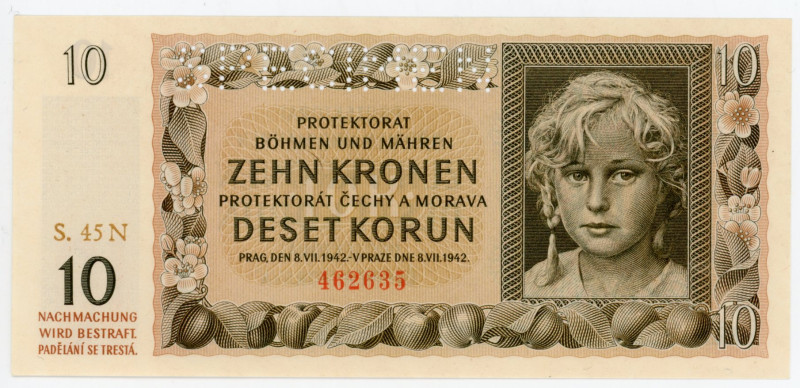 10
10
PROTEKTORAT
BÖHMEN UND MÄHREN
ZEHN KRONEN
PROTEKTORÁT ČECHY A MORAVA
DESET KORUN
PRAG, DEN 8.VII.1942.-V PRAZE DNE 8.VII.1942.
462635
S. 45 N
10
NACHMACHUNG
WIRD BESTRAFT.
PADĚLÁNÍ SE TRESTÁ.
10